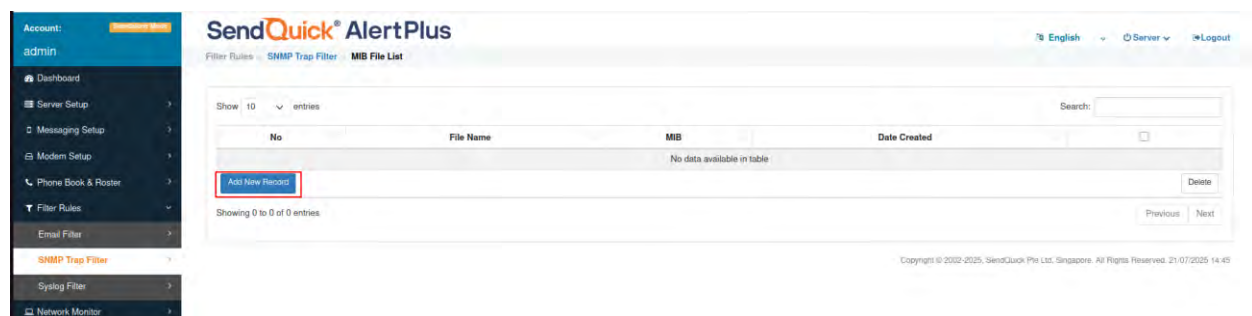 Account:
admin
Dashboard
Server Setup
Messaging Setup
Modem Setup
Phone Book & Roster
Filter Rules
Email Filter
SNMP Trap Filter
Syslog Filter
Network Monitor
SendQuick® AlertPlus
English
Server
Logout
Filter Rules SNMP Trap Filter MIB File List
Show 10 entries
Search:
No File Name MIB Date Created
No data available in table
Add New Record
Delete
Showing 0 to 0 of 0 entries
Previous Next
Copyright © 2002-2025, SendQuick Pte Ltd, Singapore. All Rights Reserved. 21/07/2025 14:45